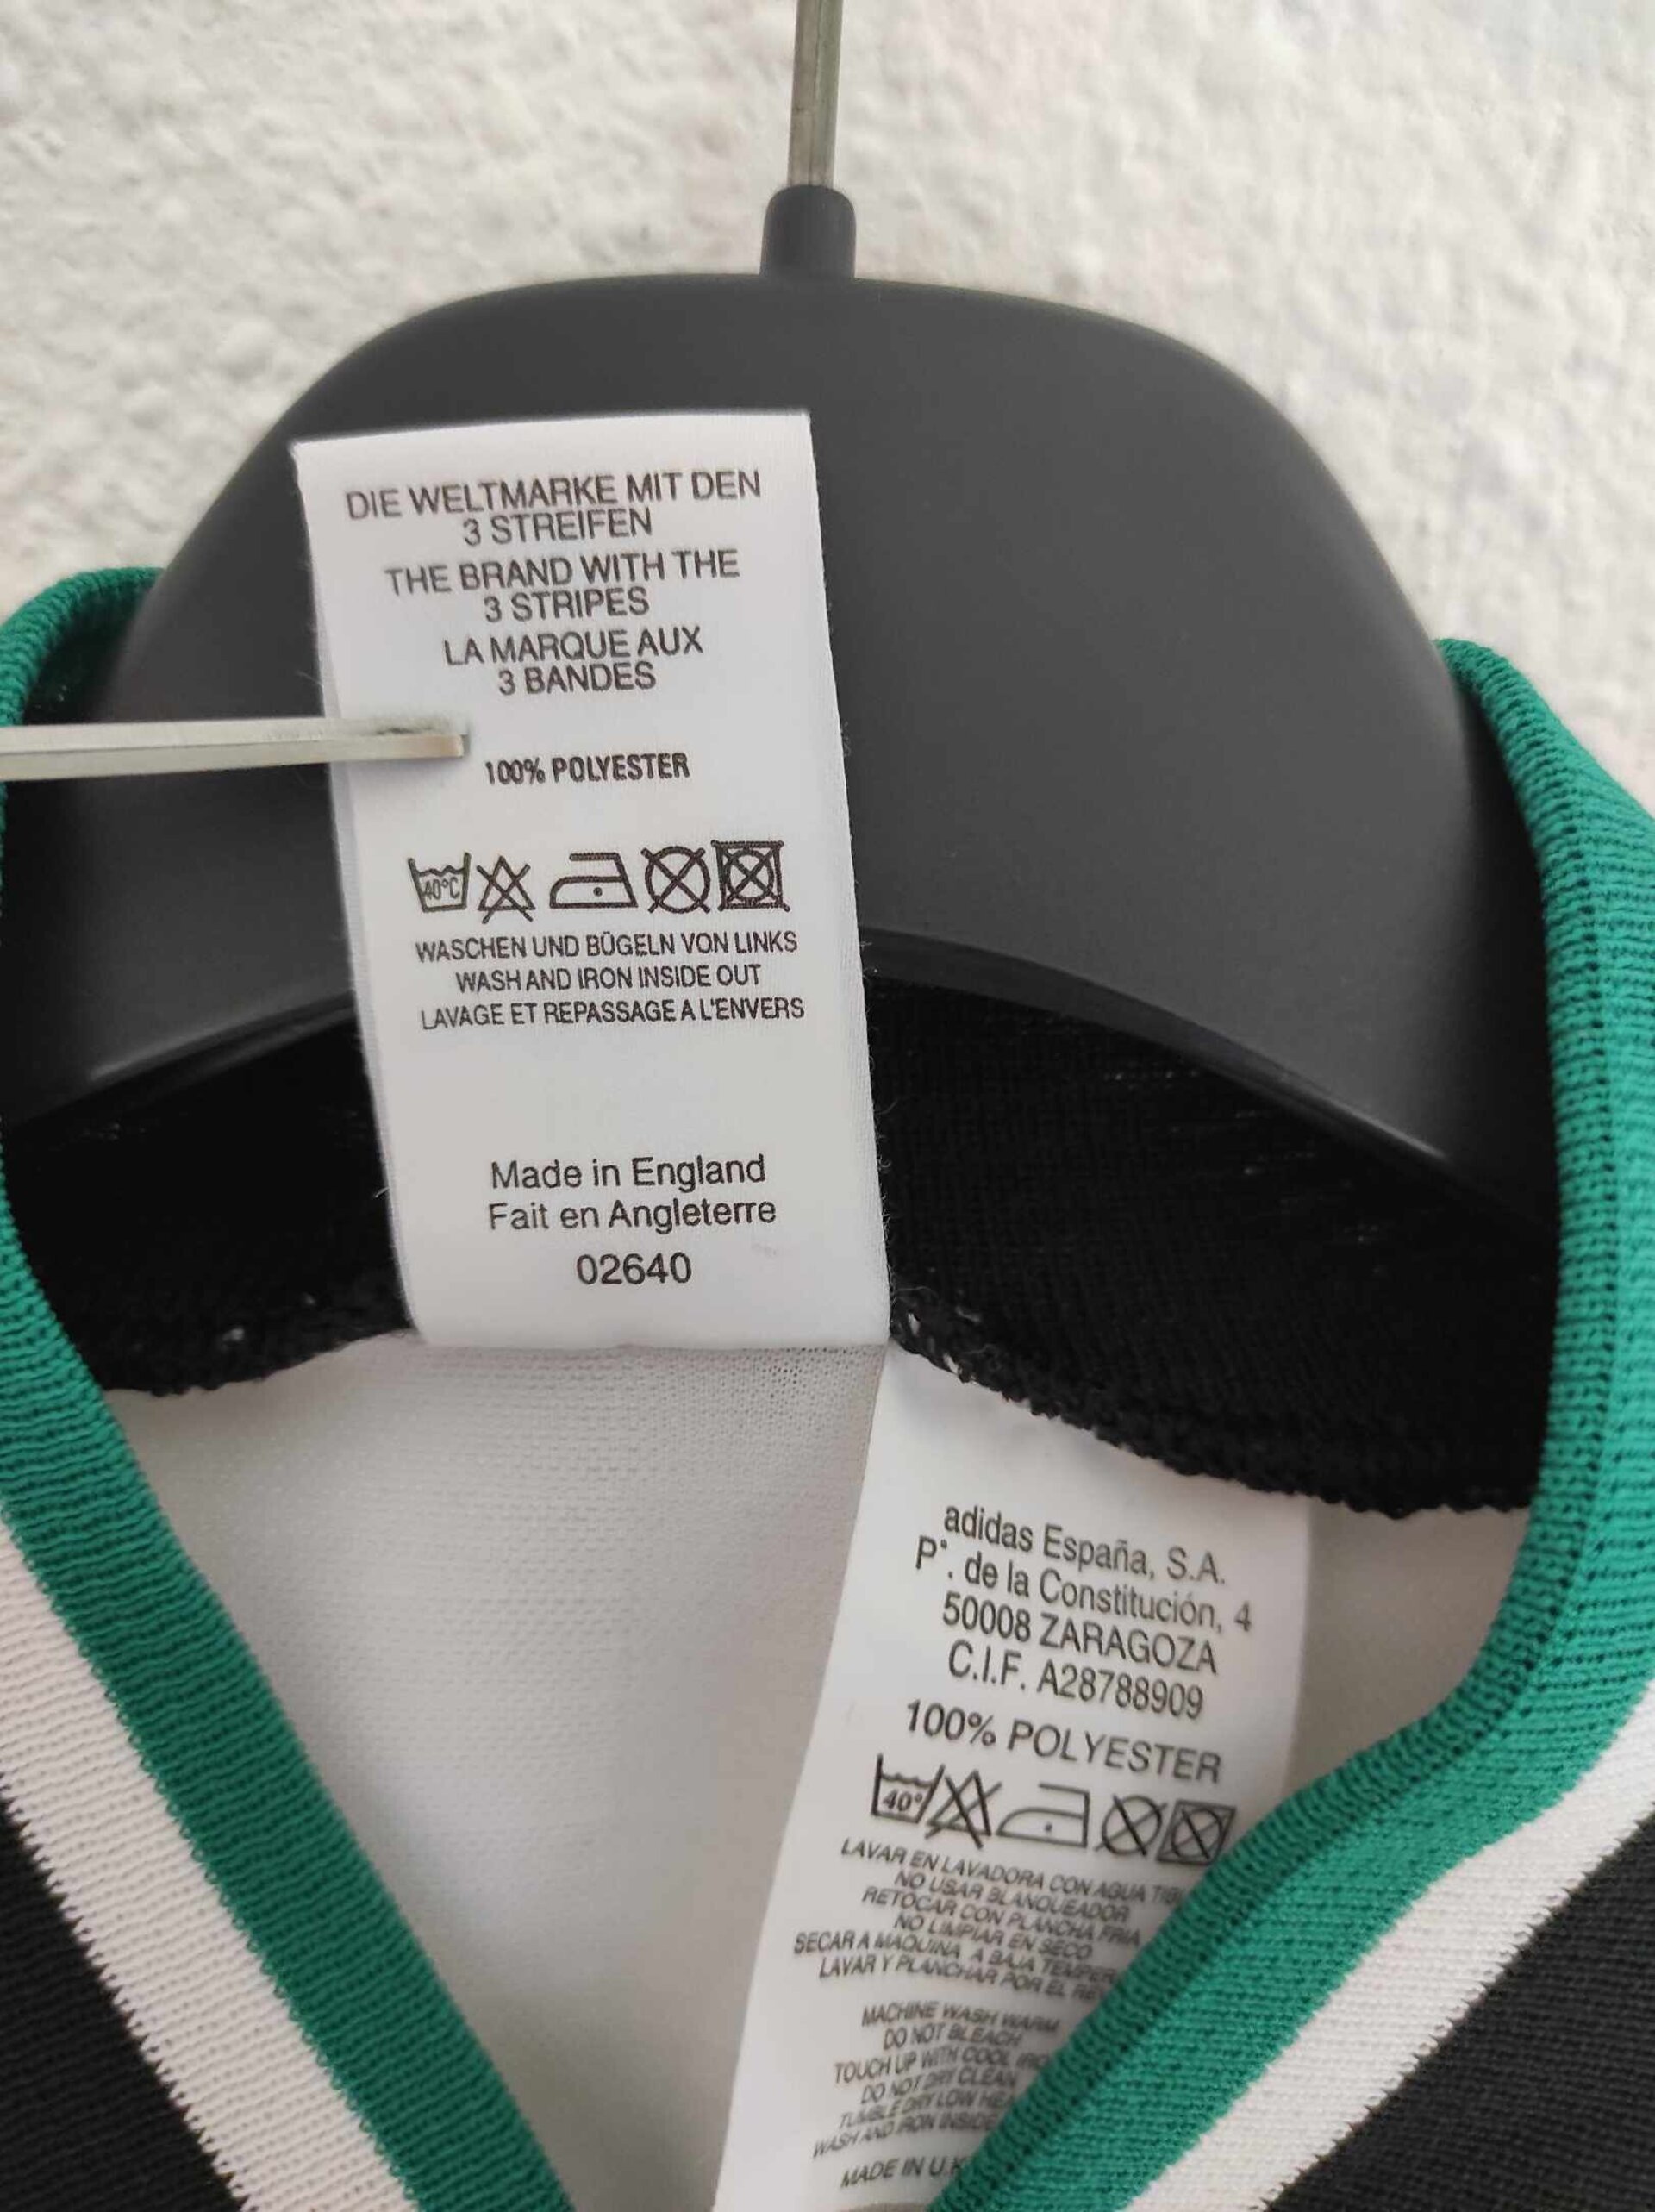 DIE WELTMARKE MIT DEN
3 STREIFEN
THE BRAND WITH THE
3 STRIPES
LA MARQUE AUX
3 BANDES
100% POLYESTER
40°C
WASCHEN UND BÜGELN VON LINKS
WASH AND IRON INSIDE OUT
LAVAGE ET REPASSAGE A L'ENVERS
Made in England
Fait en Angleterre
02640
adidas España, S.A.
P°. de la Constitución, 4
50008 ZARAGOZA
C.I.F. A28788909
100% POLYESTER
40°
LAVAR EN LAVADORA CON AGUA
NO USAR BLANQUEADOR
RETOCAR CON PLANCHA FRIA
NO LIMPIAR EN SECO
SECAR A MAQUINA A BAJA
LAVAR Y PLANCHAR POR EL
MACHINE WASH WARM
DO NOT BLEACH
TOUCH UP WITH COOL
DO NOT DRY CLEAN
TUMBLE DRY LOW
WASH AND IRON INSIDE
MADE IN U.K